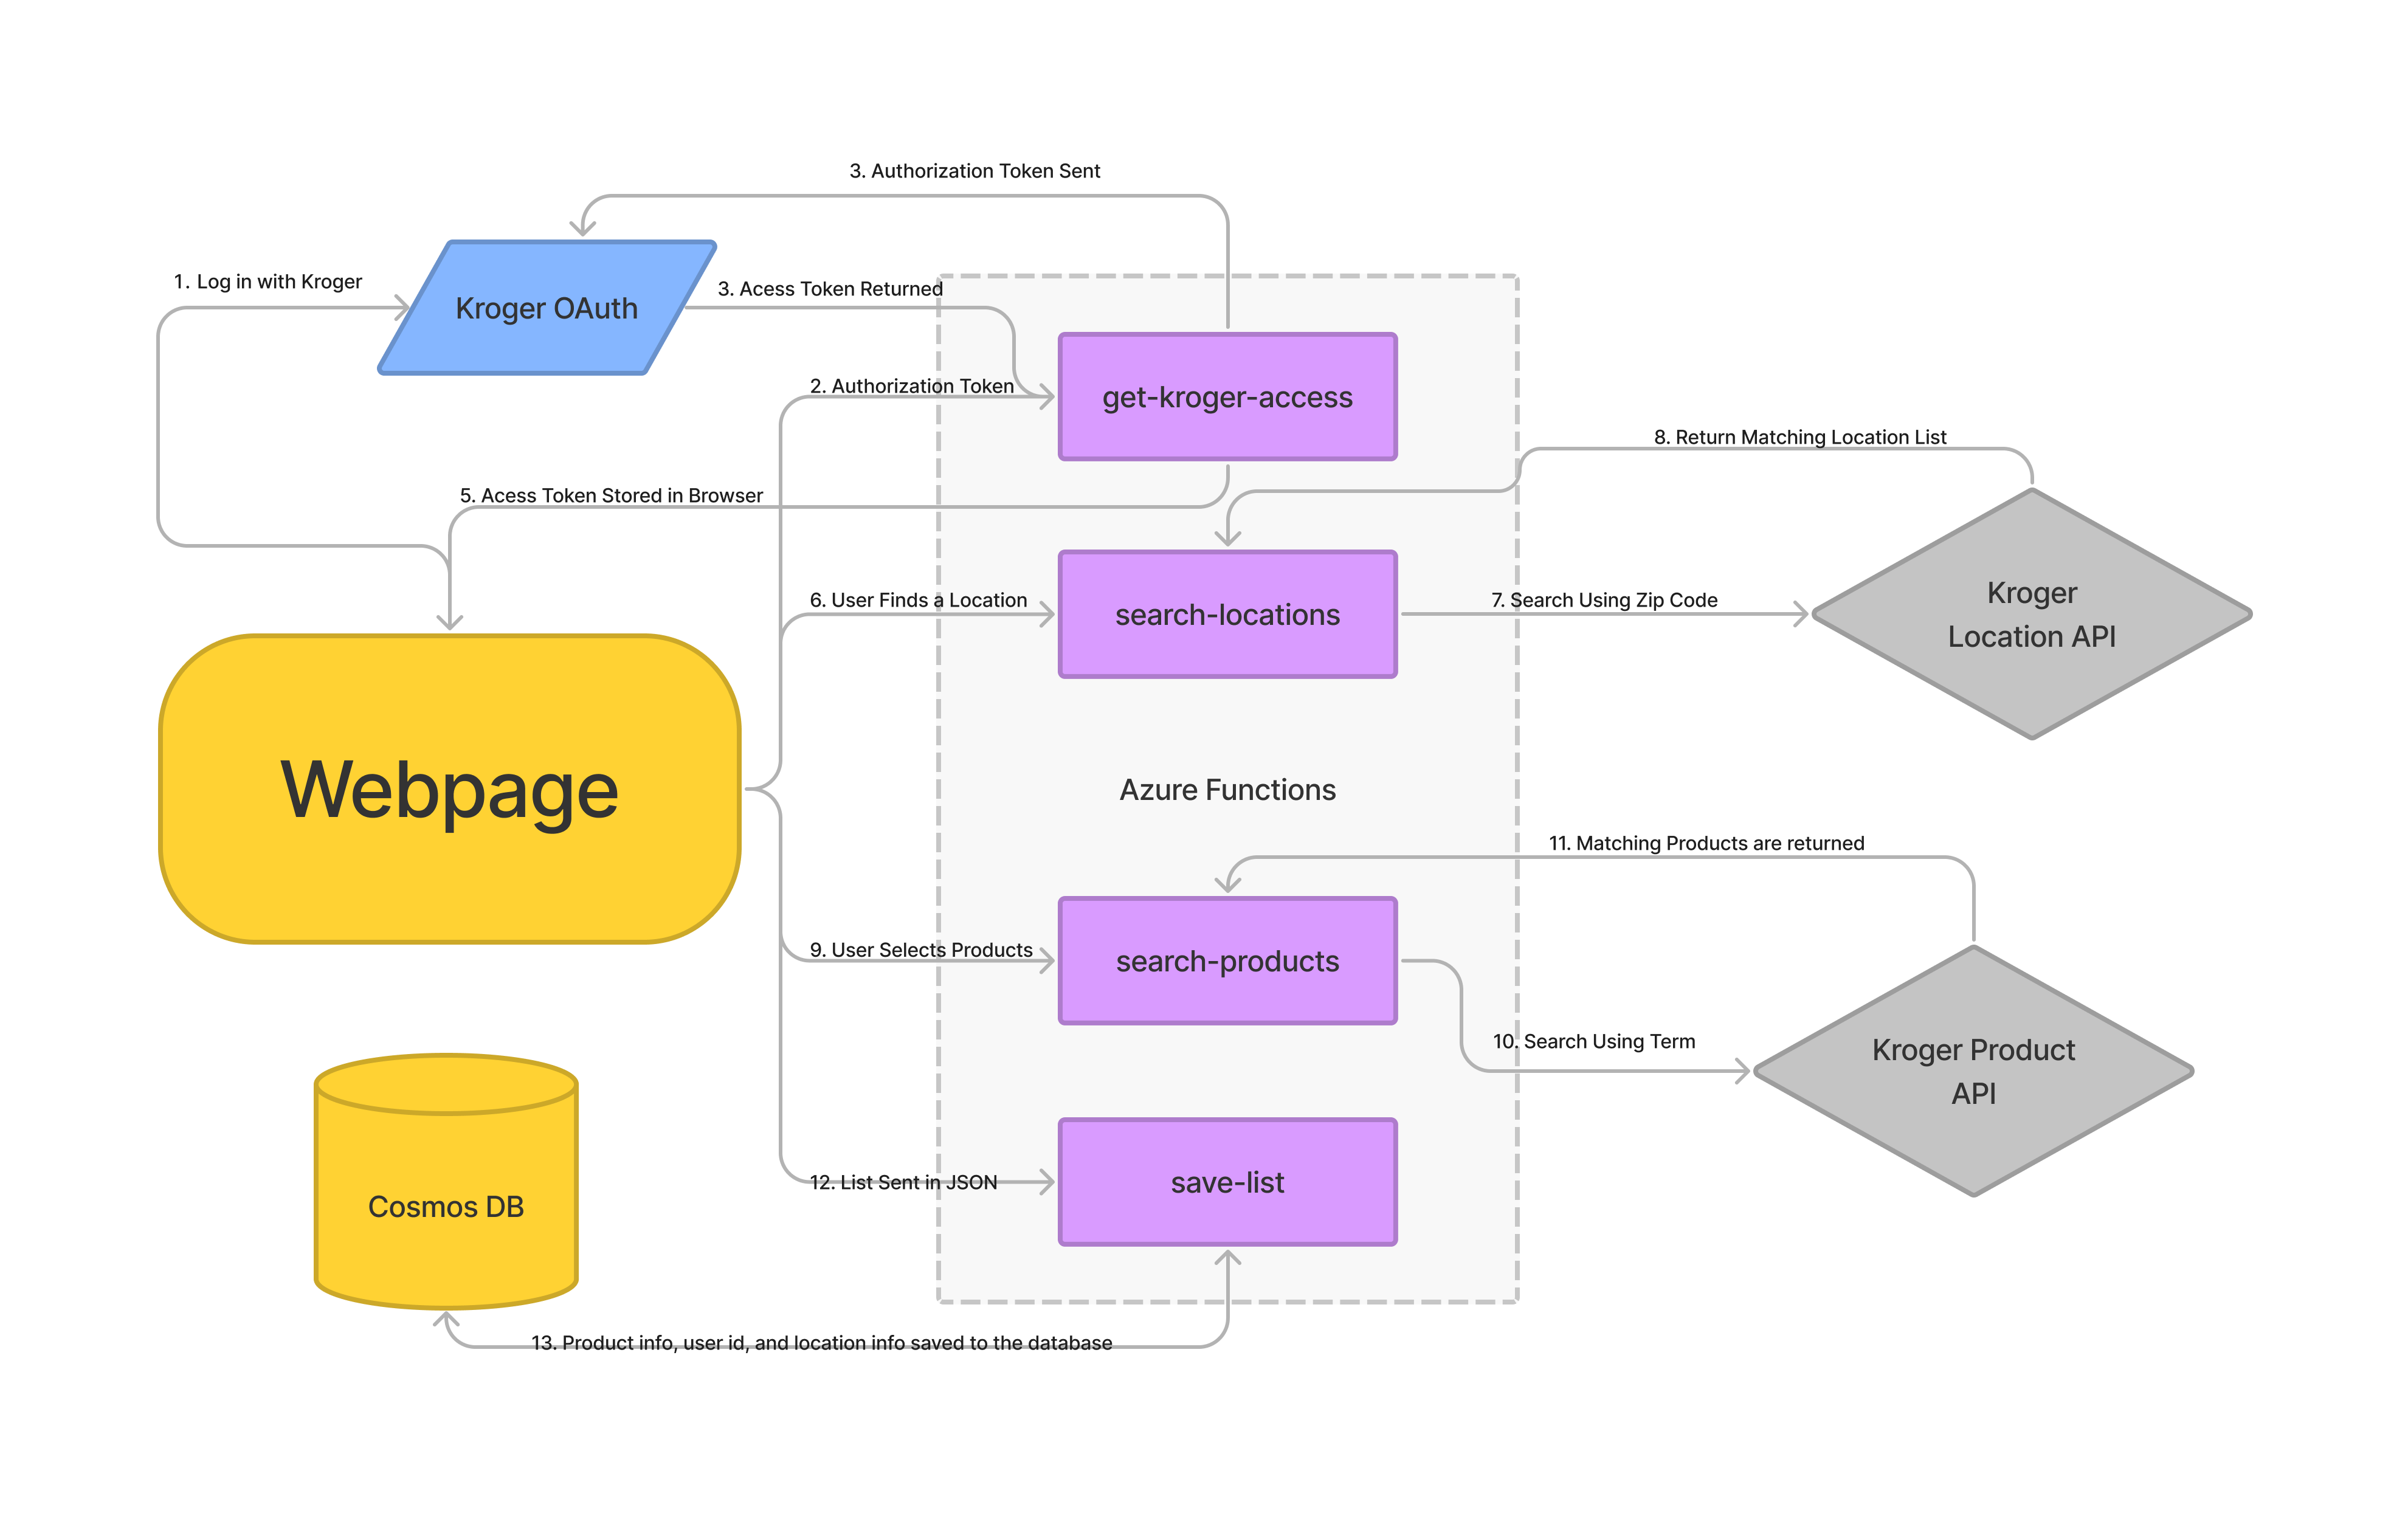 3. Authorization Token Sent
1. Log in with Kroger
3. Acess Token Returned
Kroger OAuth
2. Authorization Token
get-kroger-access
8. Return Matching Location List
5. Acess Token Stored in Browser
6. User Finds a Location
search-locations
7. Search Using Zip Code
Kroger
Location API
Webpage
Azure Functions
11. Matching Products are returned
9. User Selects Products
search-products
10. Search Using Term
Kroger Product
API
12. List Sent in JSON
save-list
Cosmos DB
13. Product info, user id, and location info saved to the database